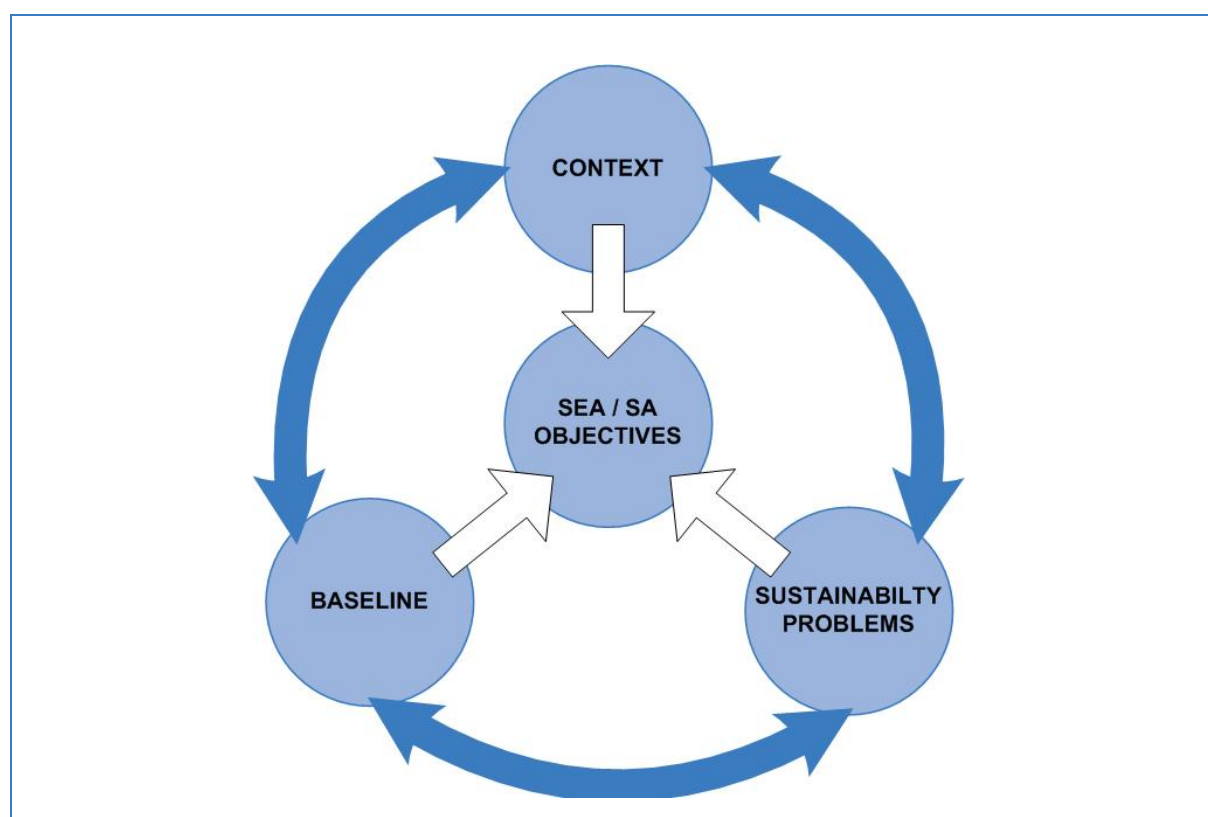 CONTEXT
SEA / SA
OBJECTIVES
BASELINE
SUSTAINABILTY
PROBLEMS